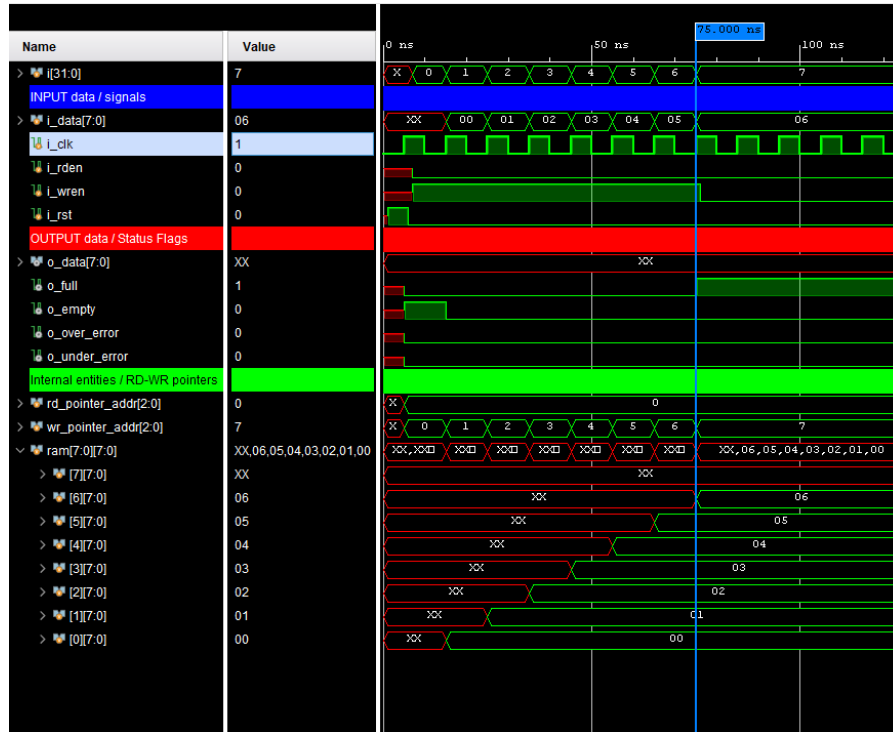 75.000 ns
Name Value 0 ns 50 ns 100 ns
i[31:0] 7 X 0 1 2 3 4 5 6 7
INPUT data / signals
i_data[7:0] 06 XX 00 01 02 03 04 05 06
i_clk 1
i_rden 0
i_wren 0
i_rst 0
OUTPUT data / Status Flags
o_data[7:0] XX XX
o_full 1
o_empty 0
o_over_error 0
o_under_error 0
Internal entities / RD-WR pointers
rd_pointer_addr[2:0] 0 X 0
wr_pointer_addr[2:0] 7 X 0 1 2 3 4 5 6 7
ram[7:0][7:0] XX,06,05,04,03,02,01,00 XX,XX XX XX XX XX XX XX XX,06,05,04,03,02,01,00
[7][7:0] XX XX
[6][7:0] 06 XX 06
[5][7:0] 05 XX 05
[4][7:0] 04 XX 04
[3][7:0] 03 XX 03
[2][7:0] 02 XX 02
[1][7:0] 01 XX 01
[0][7:0] 00 XX 00